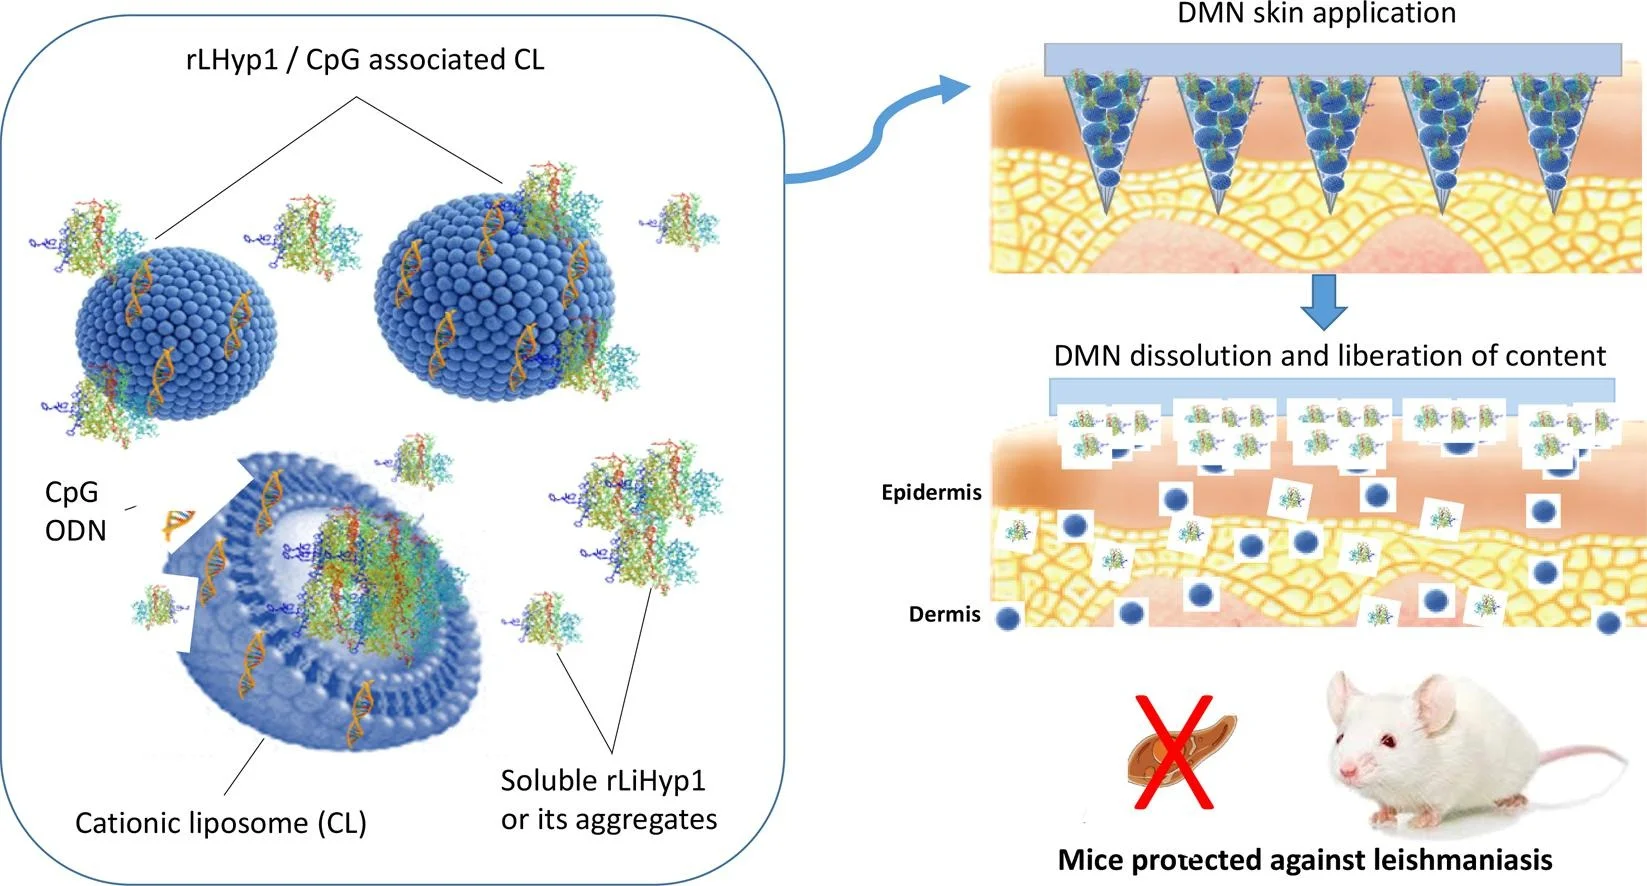 rLHyp1 / CpG associated CL
CpG
ODN
Cationic liposome (CL)
Soluble rLiHyp1
or its aggregates
DMN skin application
DMN dissolution and liberation of content
Epidermis
Dermis
Mice protected against leishmaniasis